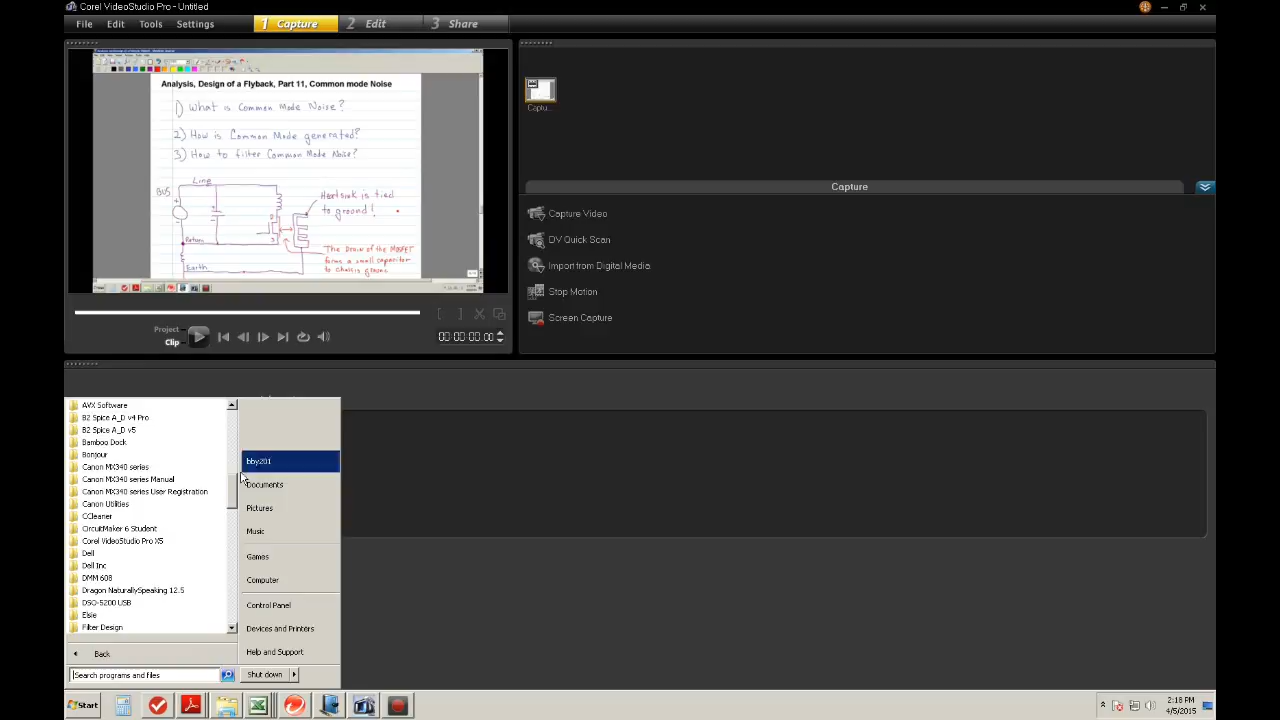 Corel VideoStudio Pro - Untitled
File Edit Tools Settings 1 Capture 2 Edit 3 Share
Analysis, Design of a Flyback, Part 11, Common mode Noise
1) What is Common Mode Noise?
2) How is Common Mode generated?
3) How to filter Common Mode Noise?
Line
BUS
Heatsink is tied
to ground!
+
-
D
S
Return
The Drain of the MOSFET
forms a small capacitor
to chassis ground
Earth
Project
Clip
00:00:00.00
Captu...
Capture
Capture Video
DV Quick Scan
Import from Digital Media
Stop Motion
Screen Capture
AVX Software
B2 Spice A_D v4 Pro
B2 Spice A_D v5
Bamboo Dock
Bonjour
Canon MX340 series
Canon MX340 series Manual
Canon MX340 series User Registration
Canon Utilities
CCleaner
CircuitMaker 6 Student
Corel VideoStudio Pro X5
Dell
Dell Inc
DMM 608
Dragon NaturallySpeaking 12.5
DSO-5200 USB
Elsie
Filter Design
Back
Search programs and files
bby201
Documents
Pictures
Music
Games
Computer
Control Panel
Devices and Printers
Help and Support
Shut down
Start
2:18 PM
4/5/2015